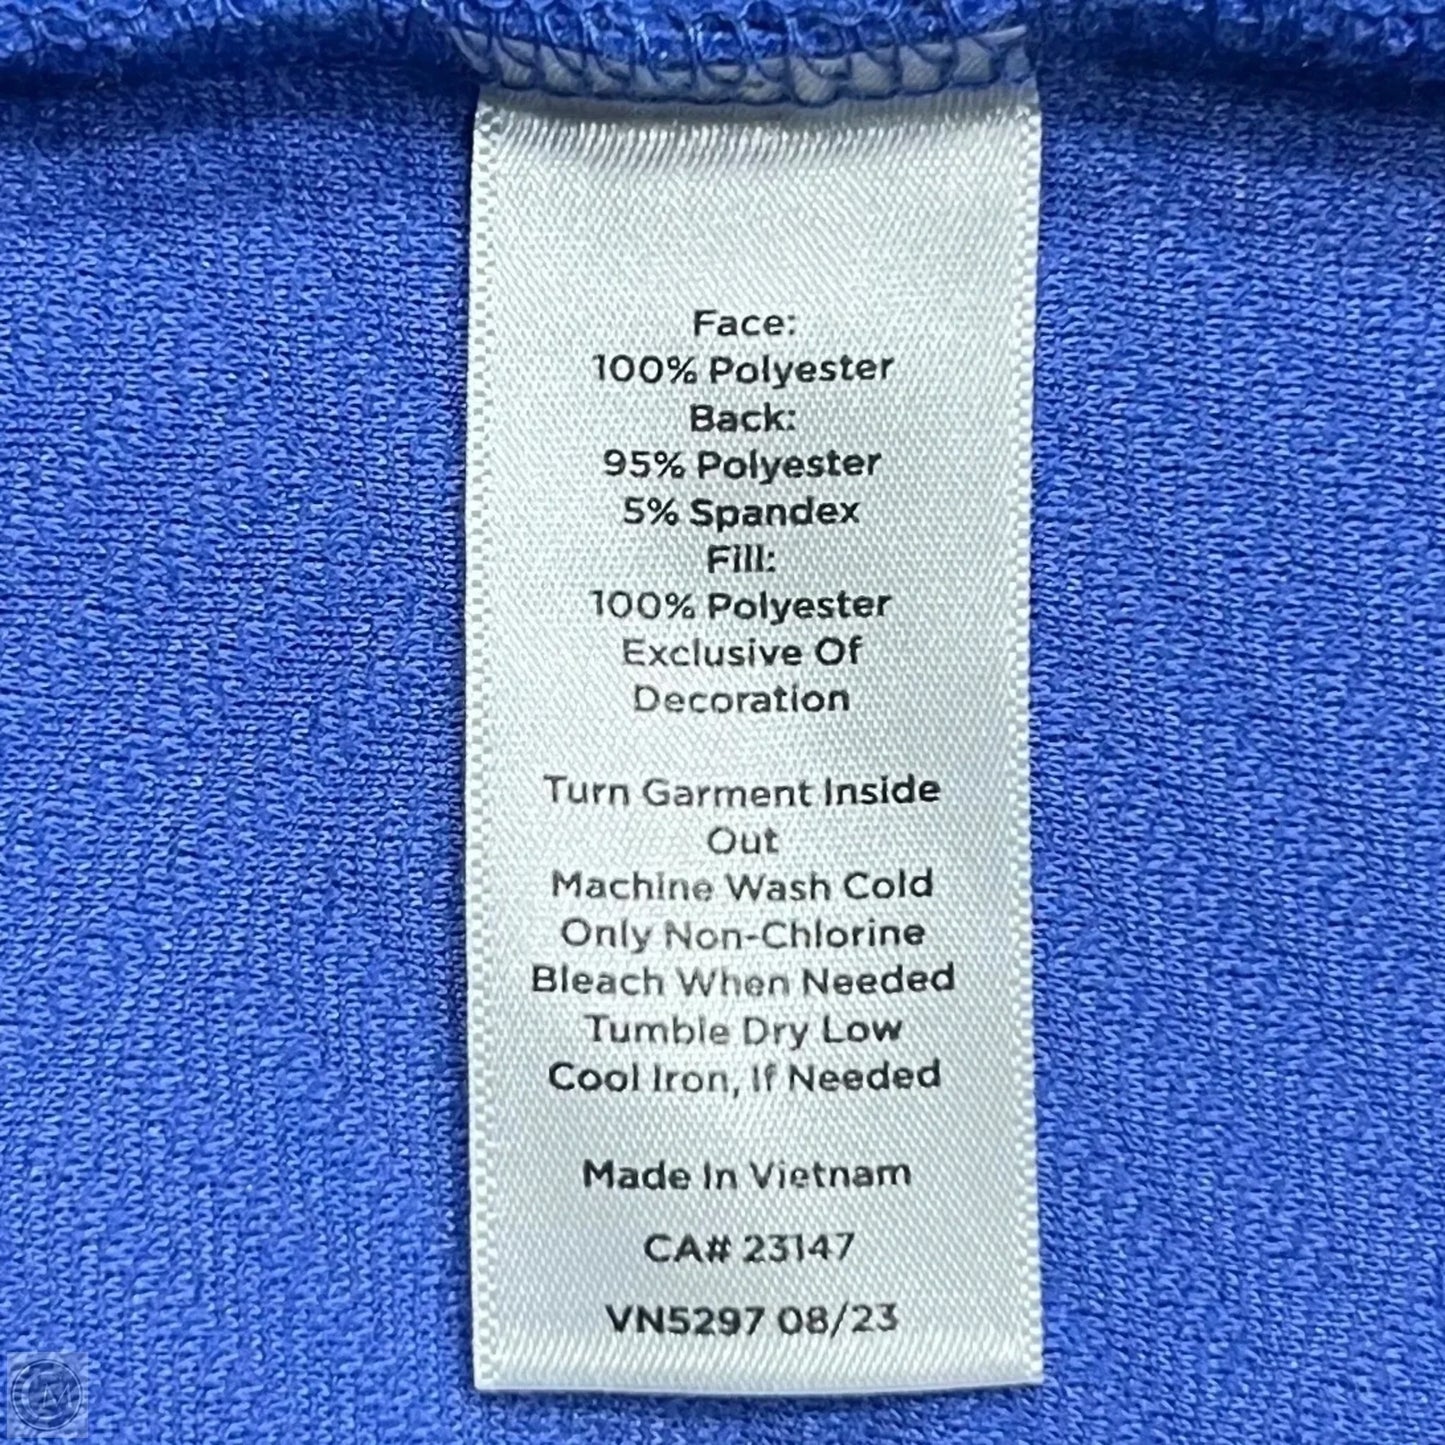 Face:
100% Polyester
Back:
95% Polyester
5% Spandex
Fill:
100% Polyester
Exclusive Of
Decoration
Turn Garment Inside
Out
Machine Wash Cold
Only Non-Chlorine
Bleach When Needed
Tumble Dry Low
Cool Iron, If Needed
Made In Vietnam
CA# 23147
VN5297 08/23